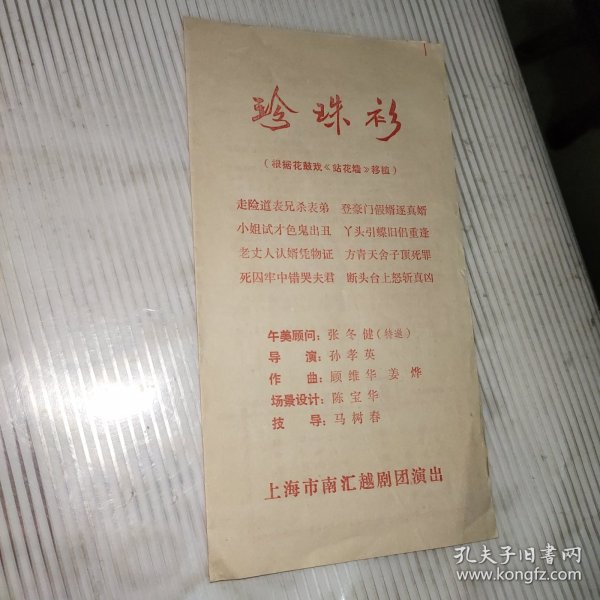 珍珠衫
(根据花鼓戏《站花墙》移植)
走险道表兄杀表弟 登豪门假婿逐真婿
小姐试才色鬼出丑 丫头引蝶旧侣重逢
老丈人认婿凭物证 方青天舍子顶死罪
死囚牢中错哭夫君 断头台上怒斩真凶
午美顾问:张冬健(特邀)
导 演:孙孝英
作 曲:顾维华 姜烨
场景设计:陈宝华
技 导:马树春
上海市南汇越剧团演出
孔夫子旧书网
www.kongfz.com